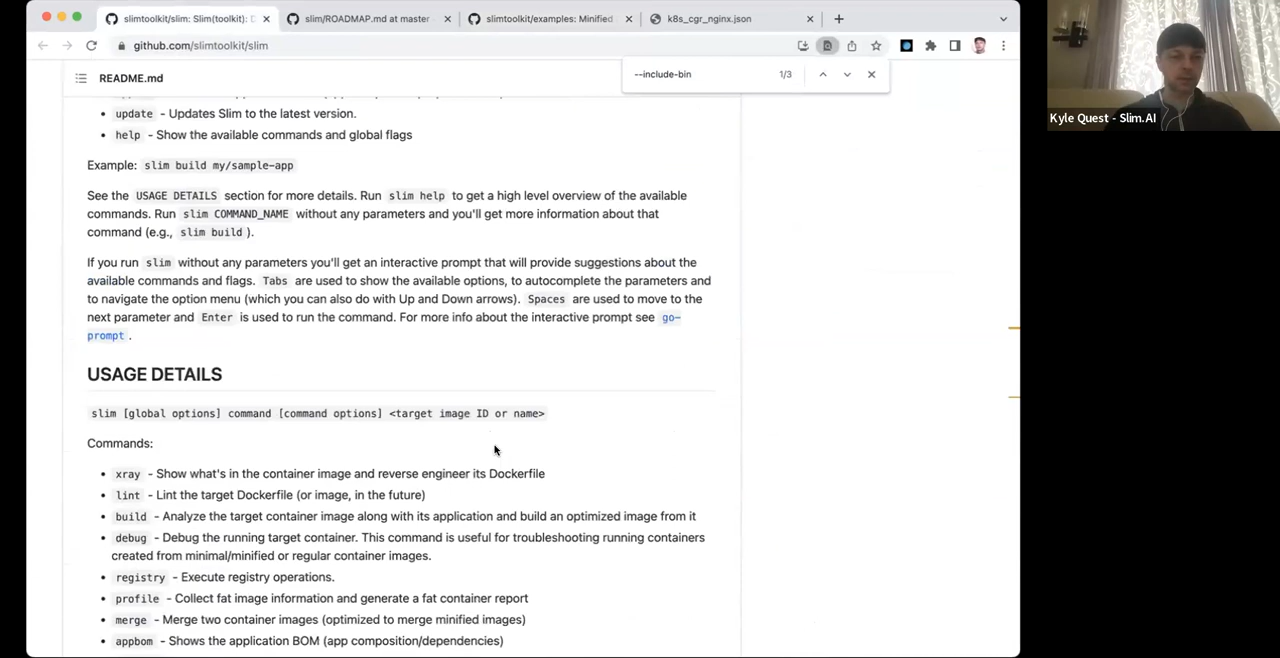 slimtoolkit/slim: Slim(toolkit): D
slim/ROADMAP.md at master
slimtoolkit/examples: Minified
k8s_cgr_nginx.json
github.com/slimtoolkit/slim
--include-bin 1/3
README.md
Kyle Quest - Slim.AI
• update - Updates Slim to the latest version.
• help - Show the available commands and global flags
Example: slim build my/sample-app
See the USAGE DETAILS section for more details. Run slim help to get a high level overview of the available
commands. Run slim COMMAND_NAME without any parameters and you'll get more information about that
command (e.g., slim build ).
If you run slim without any parameters you'll get an interactive prompt that will provide suggestions about the
available commands and flags. Tabs are used to show the available options, to autocomplete the parameters and
to navigate the option menu (which you can also do with Up and Down arrows). Spaces are used to move to the
next parameter and Enter is used to run the command. For more info about the interactive prompt see go-
prompt .
USAGE DETAILS
slim [global options] command [command options] <target image ID or name>
Commands:
• xray - Show what's in the container image and reverse engineer its Dockerfile
• lint - Lint the target Dockerfile (or image, in the future)
• build - Analyze the target container image along with its application and build an optimized image from it
• debug - Debug the running target container. This command is useful for troubleshooting running containers
created from minimal/minified or regular container images.
• registry - Execute registry operations.
• profile - Collect fat image information and generate a fat container report
• merge - Merge two container images (optimized to merge minified images)
• appbom - Shows the application BOM (app composition/dependencies)